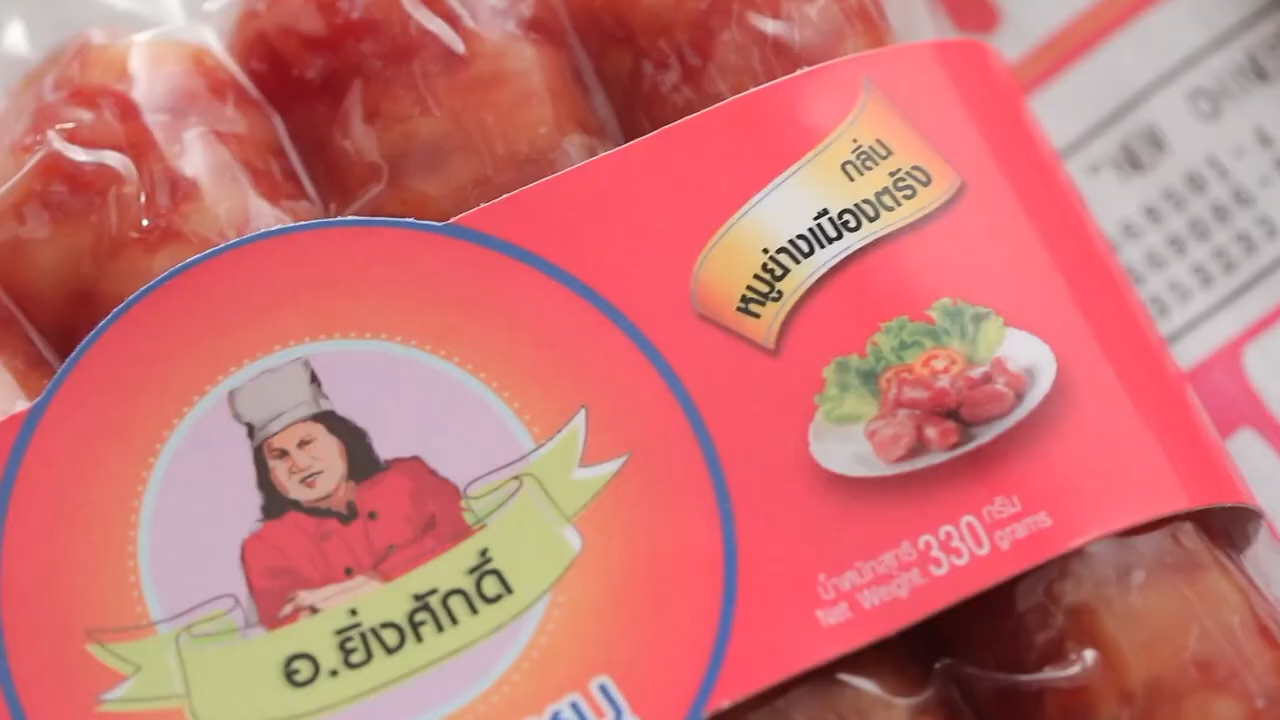 กลิ่น
หมูย่างเมืองตรัง
อ.ยิ่งศักดิ์
น้ำหนักสุทธิ 330 กรัม
Net Weight. grams